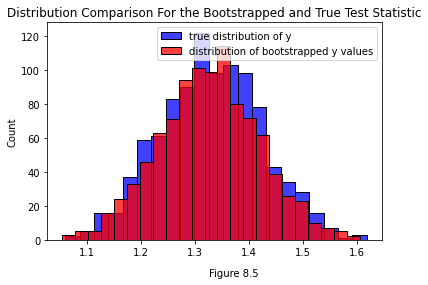 Distribution Comparison For the Bootstrapped and True Test Statistic
true distribution of y
distribution of bootstrapped y values
Count
120
100
80
60
40
20
0
1.1 1.2 1.3 1.4 1.5 1.6
Figure 8.5